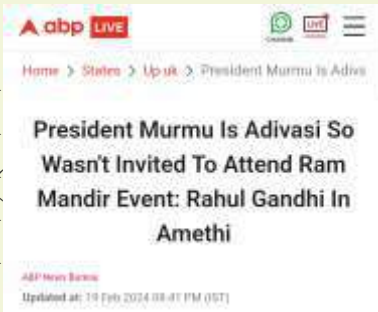 abp LIVE
LIVE
Home > States > Up uk > President Murmu Is Adiva
President Murmu Is Adivasi So
Wasn't Invited To Attend Ram
Mandir Event: Rahul Gandhi In
Amethi
ABP News Bureau
Updated at: 19 Feb 2024 08:41 PM (IST)